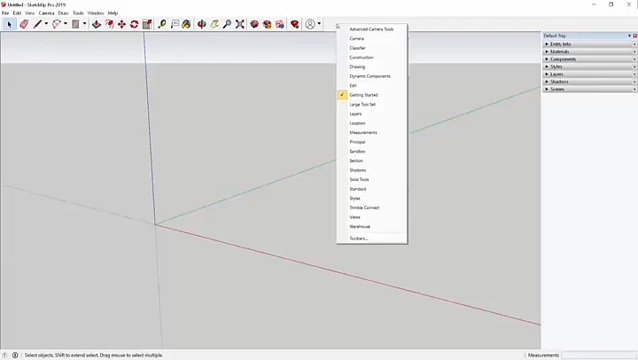 Untitled - SketchUp Pro 2019
File Edit View Camera Draw Tools Window Help
Advanced Camera Tools
Camera
Classifier
Construction
Drawing
Dynamic Components
Edit
Getting Started
Large Tool Set
Layers
Location
Measurements
Principal
Sandbox
Section
Shadows
Solid Tools
Standard
Styles
Trimble Connect
Views
Warehouse
Toolbars...
Default Tray
Entity Info
Materials
Components
Styles
Layers
Shadows
Scenes
Select objects. Shift to extend select. Drag mouse to select multiple.
Measurements